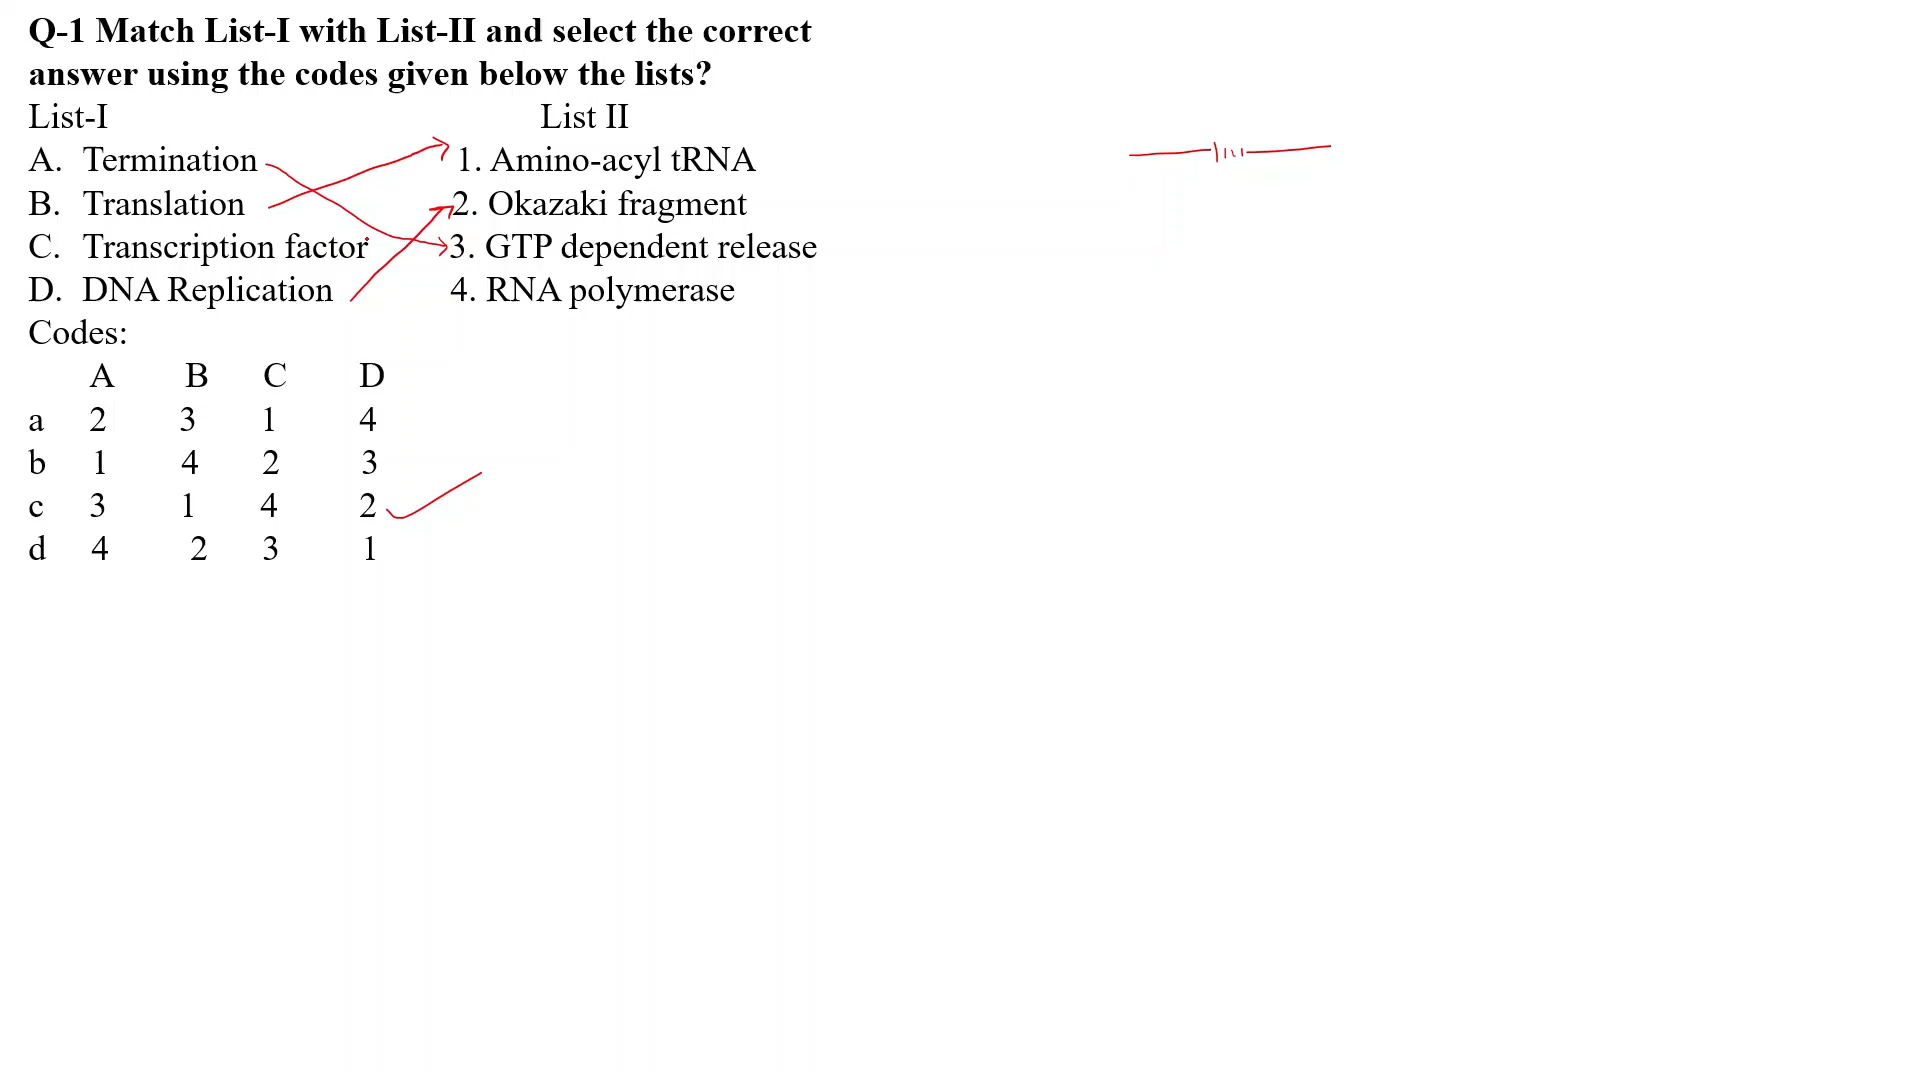 Q-1 Match List-I with List-II and select the correct
answer using the codes given below the lists?
List-I List II
A. Termination 1. Amino-acyl tRNA
B. Translation 2. Okazaki fragment
C. Transcription factor 3. GTP dependent release
D. DNA Replication 4. RNA polymerase
Codes:
A B C D
a 2 3 1 4
b 1 4 2 3
c 3 1 4 2
d 4 2 3 1